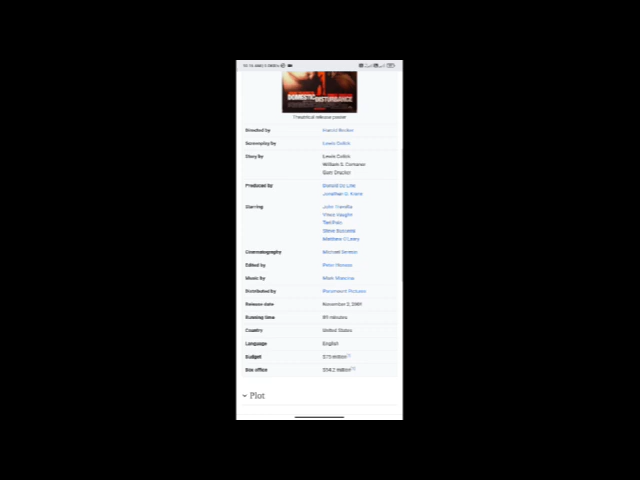 DOMESTIC DISTURBANCE
Theatrical release poster
Directed by Harold Becker
Screenplay by Lewis Colick
Story by Lewis Colick
William S. Comanor
Gary Drucker
Produced by Donald De Line
Jonathan D. Krane
Starring John Travolta
Vince Vaughn
Teri Polo
Steve Buscemi
Matthew O'Leary
Cinematography Michael
Edited by Peter Honess
Music by Mark Mancina
Distributed by Paramount Pictures
Release date November 2, 2001
Running time 89 minutes
Country United States
Language English
Budget $75 million
Box office $54.2 million
Plot